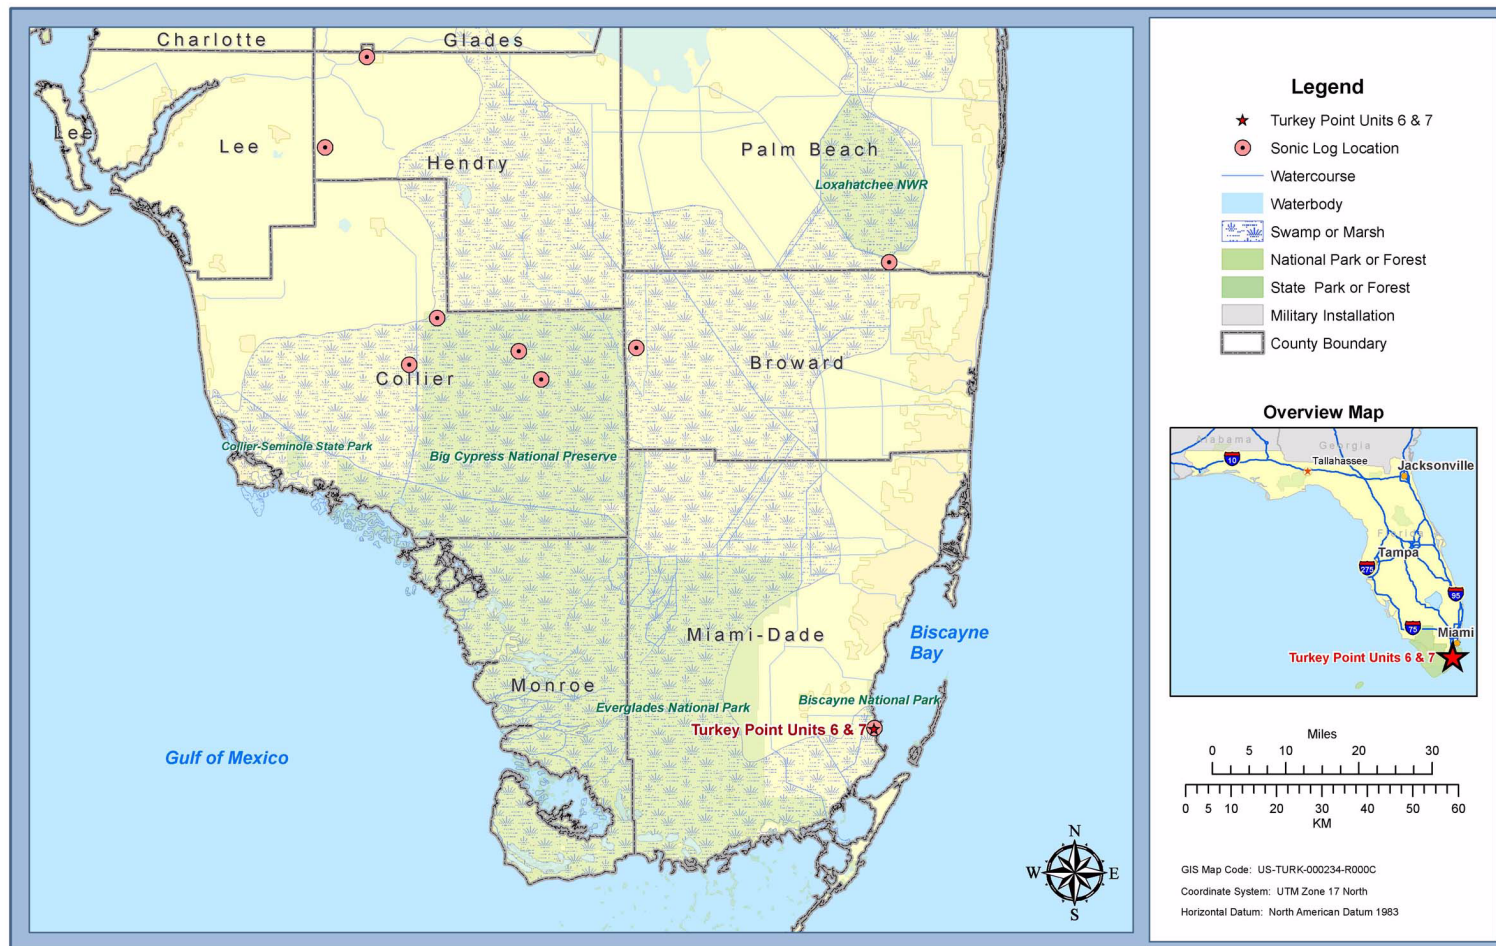 Charlotte
Glades
Lee
Lee
Hendry
Palm Beach
Loxahatchee NWR
Collier
Broward
Collier-Seminole State Park
Big Cypress National Preserve
Miami-Dade
Biscayne
Bay
Monroe
Everglades National Park
Biscayne National Park
Turkey Point Units 6 & 7
Gulf of Mexico
N
W
E
S
Legend
Turkey Point Units 6 & 7
Sonic Log Location
Watercourse
Waterbody
Swamp or Marsh
National Park or Forest
State Park or Forest
Military Installation
County Boundary
Overview Map
Alabama
Georgia
10
Tallahassee
Jacksonville
Florida
Tampa
275
95
75
Miami
Turkey Point Units 6 & 7
Miles
0 5 10 20 30
0 5 10 20 30 40 50 60
KM
GIS Map Code: US-TURK-000234-R000C
Coordinate System: UTM Zone 17 North
Horizontal Datum: North American Datum 1983